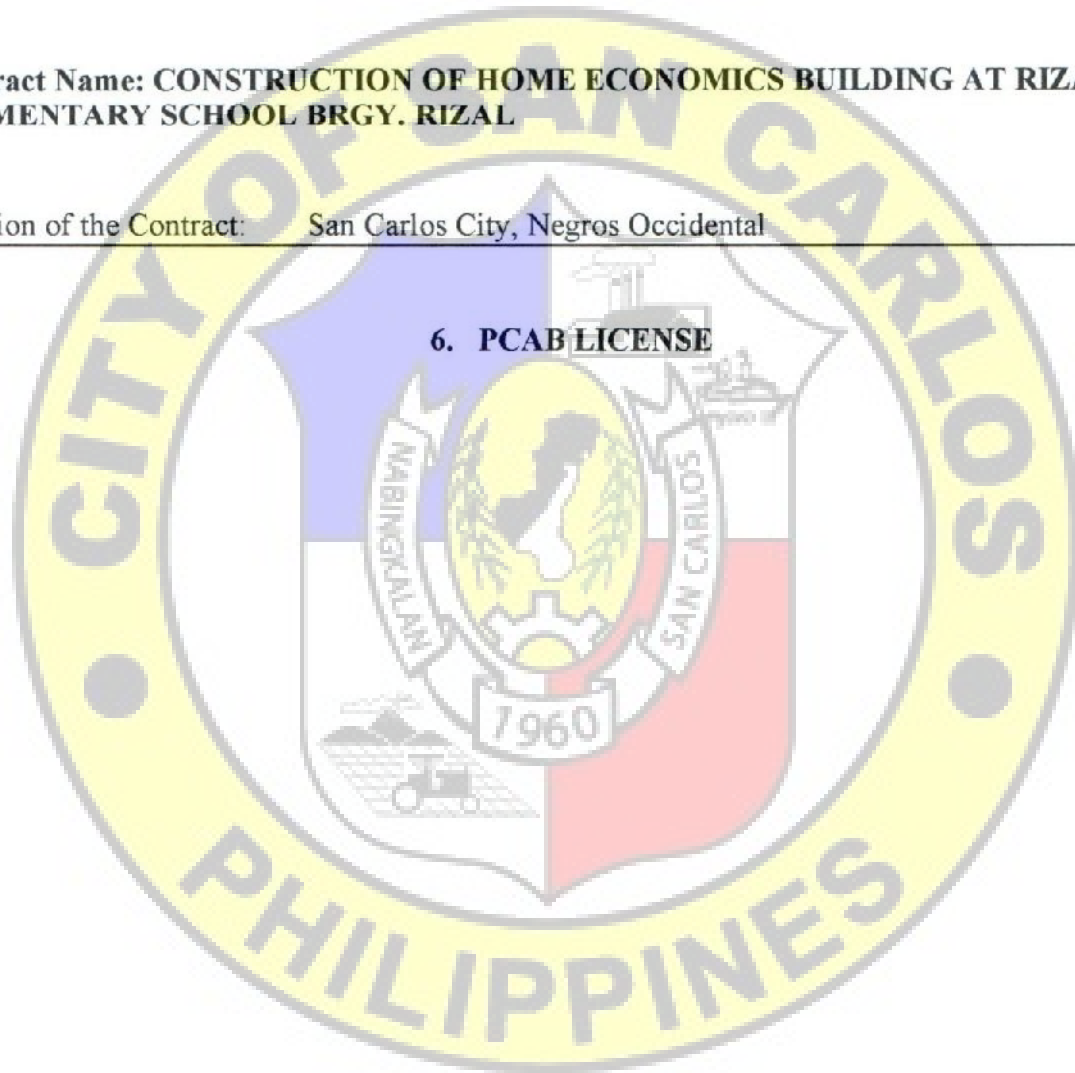 ract Name: CONSTRUCTION OF HOME ECONOMICS BUILDING AT RIZA
MENTARY SCHOOL BRGY. RIZAL
ion of the Contract: San Carlos City, Negros Occidental
6. PCAB LICENSE
CITY OF SAN CARLOS
NABINGKALAN
SAN CARLOS
1960
PHILIPPINES